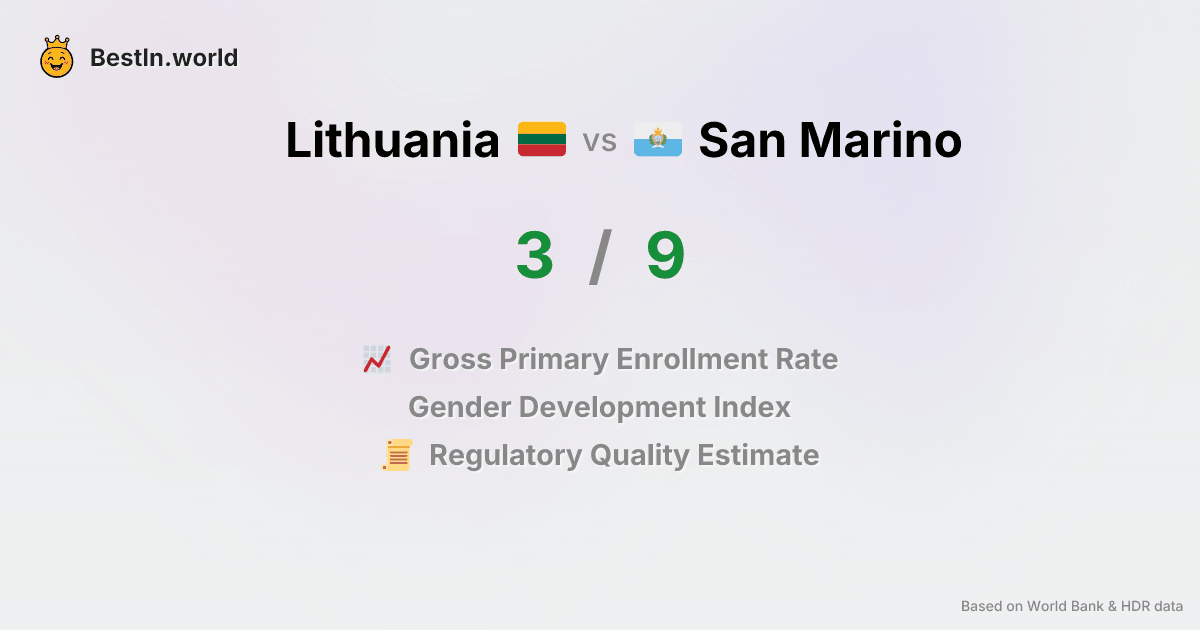 BestIn.world
Lithuania vs San Marino
3 / 9
Gross Primary Enrollment Rate
Gender Development Index
Regulatory Quality Estimate
Based on World Bank & HDR data